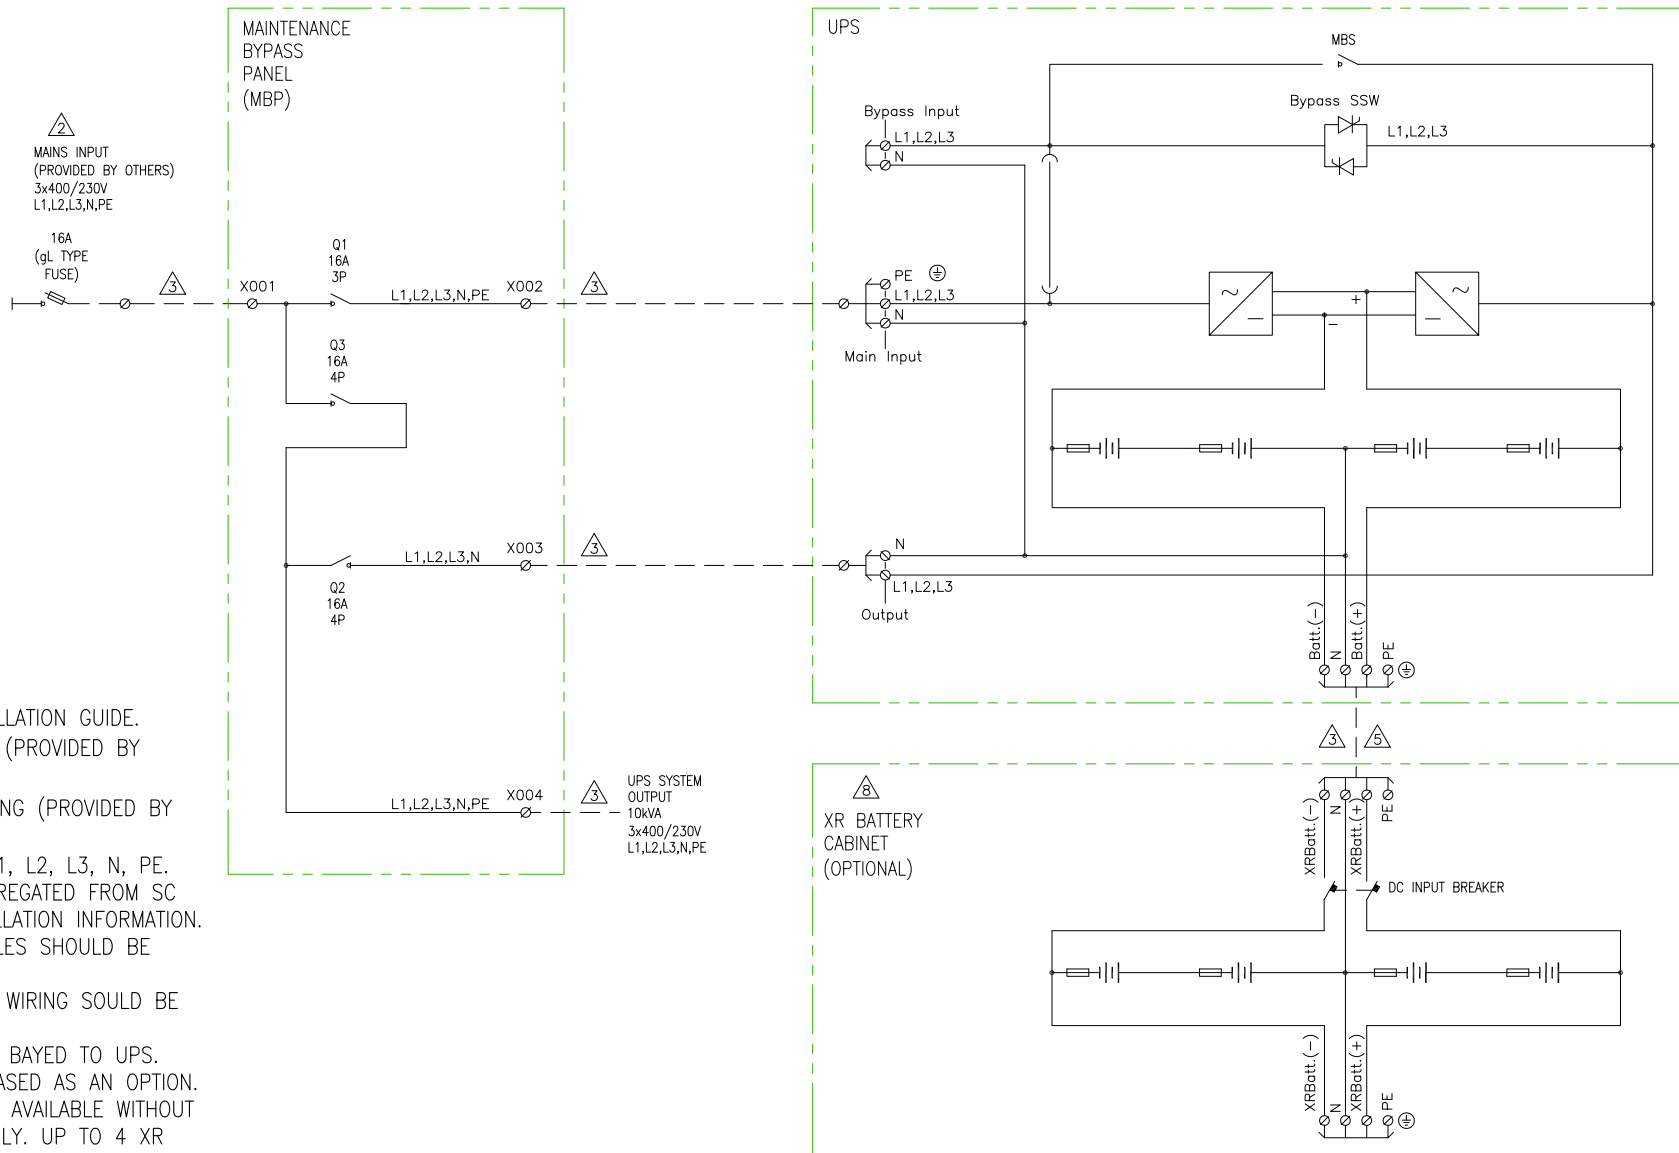 MAINTENANCE
BYPASS
PANEL
(MBP)
2
MAINS INPUT
(PROVIDED BY OTHERS)
3x400/230V
L1,L2,L3,N,PE
16A
(gL TYPE
FUSE)
3
X001
Q1
16A
3P
L1,L2,L3,N,PE
X002
3
Q3
16A
4P
L1,L2,L3,N
X003
3
Q2
16A
4P
L1,L2,L3,N,PE
X004
3
UPS SYSTEM
OUTPUT
10kVA
3x400/230V
L1,L2,L3,N,PE
UPS
MBS
Bypass SSW
L1,L2,L3
Bypass Input
L1,L2,L3
N
PE
L1,L2,L3
N
Main Input
+
−
N
L1,L2,L3
Output
Batt.(−)
N
Batt.(+)
PE
3
5
8
XR BATTERY
CABINET
(OPTIONAL)
XRBatt.(−)
N
XRBatt.(+)
PE
DC INPUT BREAKER
XRBatt.(−)
N
XRBatt.(+)
PE
LLATION GUIDE.
(PROVIDED BY
NG (PROVIDED BY
1, L2, L3, N, PE.
REGATED FROM SC
LLATION INFORMATION.
LES SHOULD BE
WIRING SOULD BE
BAYED TO UPS.
ASED AS AN OPTION.
AVAILABLE WITHOUT
LY. UP TO 4 XR